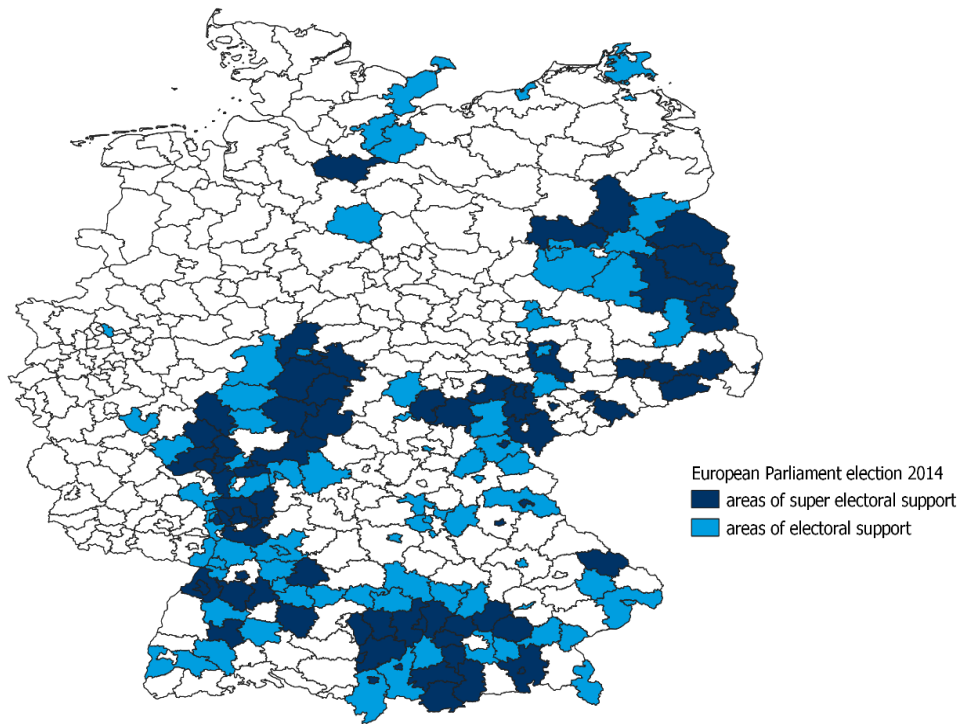 European Parliament election 2014
areas of super electoral support
areas of electoral support